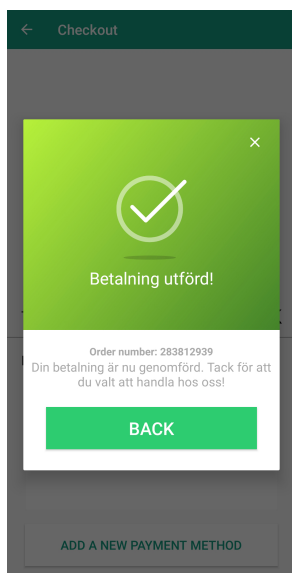 Checkout
Betalning utförd!
Order number: 283812939
Din betalning är nu genomförd. Tack för att
du valt att handla hos oss!
BACK
ADD A NEW PAYMENT METHOD